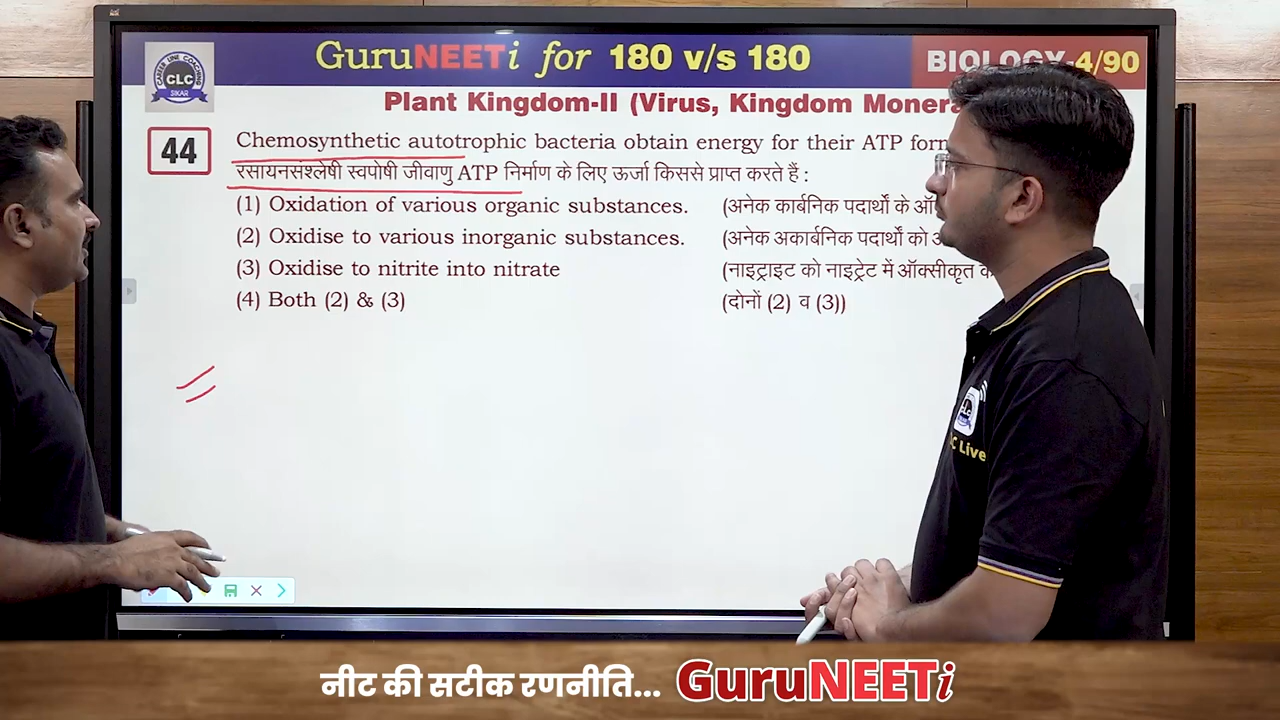 GuruNEETi for 180 v/s 180
BIOLOGY-4/90
CAREER LINE COACHING
CLC
SIKAR
Plant Kingdom-II (Virus, Kingdom Monera
44
Chemosynthetic autotrophic bacteria obtain energy for their ATP
रसायनसंश्लेषी स्वपोषी जीवाणु ATP निर्माण के लिए ऊर्जा किससे प्राप्त करते हैं :
(1) Oxidation of various organic substances. (अनेक कार्बनिक पदार्थों के
(2) Oxidise to various inorganic substances. (अनेक अकार्बनिक पदार्थों को
(3) Oxidise to nitrite into nitrate (नाइट्राइट को नाइट्रेट में ऑक्सीकृत
(4) Both (2) & (3) (दोनों (2) व (3))
CLC
Live
नीट की सटीक रणनीति... GuruNEETi